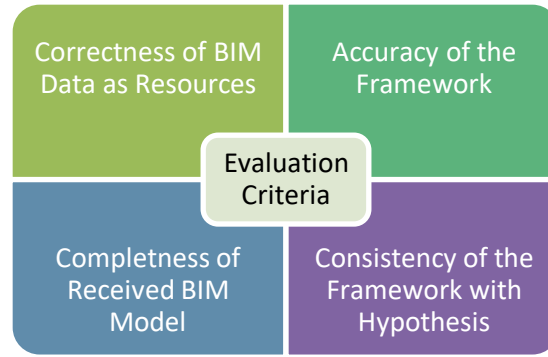 Correctness of BIM
Data as Resources
Accuracy of the
Framework
Evaluation
Criteria
Completness of
Received BIM
Model
Consistency of the
Framework with
Hypothesis